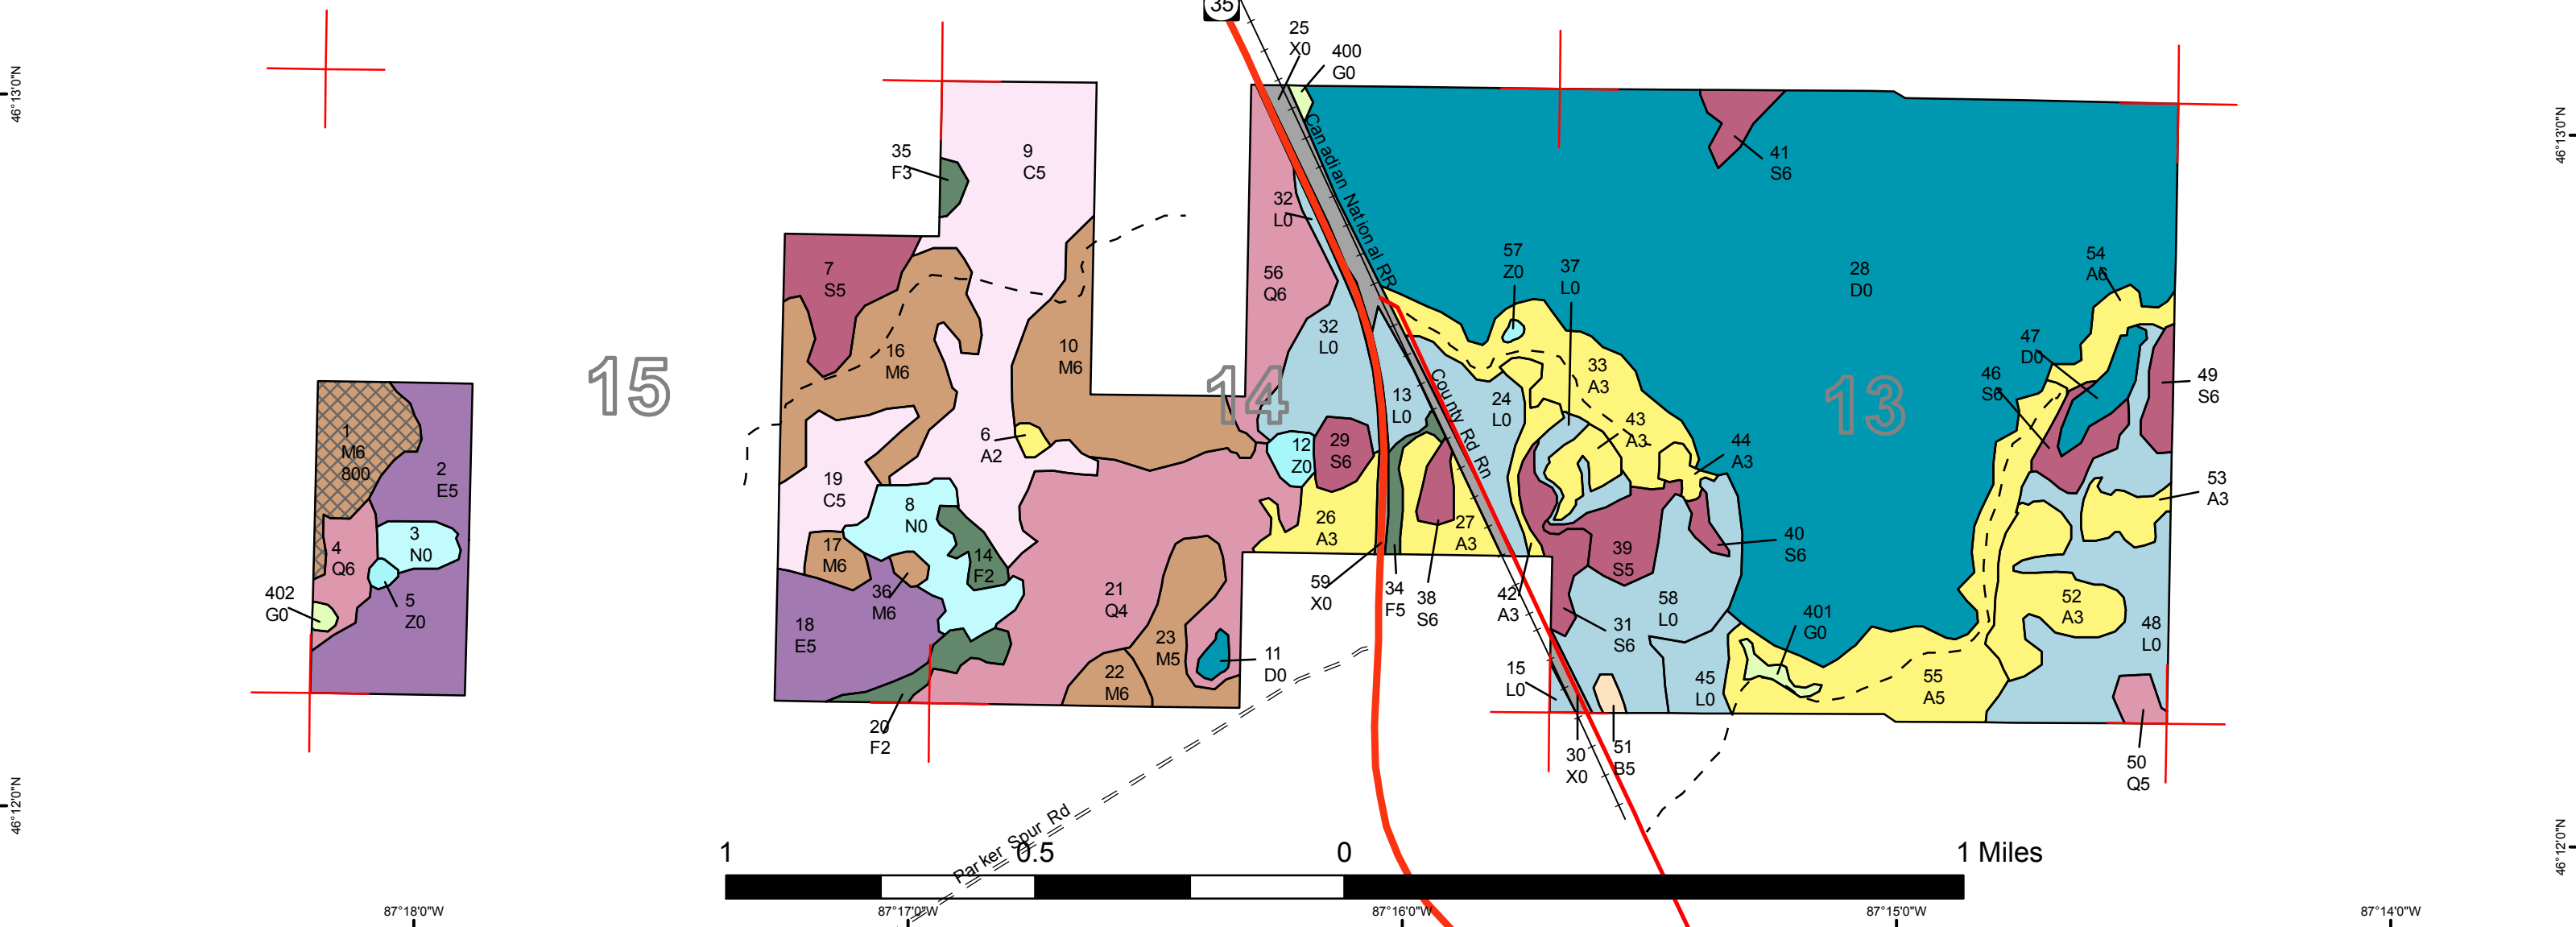 35
25
X0
400
G0
46°13'0"N
46°13'0"N
35
F3
9
C5
41
S6
32
L0
Canadian National RR
7
S5
56
Q6
57
Z0
37
L0
28
D0
54
A6
16
M6
10
M6
32
L0
33
A3
47
D0
46
S6
49
S6
15
14
13
13
L0
24
L0
County Rd Rn
43
A3
44
A3
1
M6
800
2
E5
6
A2
12
Z0
29
S6
19
C5
53
A3
8
N0
26
A3
27
A3
3
N0
4
Q6
17
M6
14
F2
39
S5
40
S6
402
G0
5
Z0
36
M6
21
Q4
59
X0
34
F5
38
S6
42
A3
58
L0
401
G0
52
A3
18
E5
23
M5
31
S6
48
L0
22
M6
11
D0
15
L0
45
L0
55
A5
20
F2
30
X0
51
B5
50
Q5
Parker Spur Rd
46°12'0"N
46°12'0"N
1 0.5 0 1 Miles
87°18'0"W 87°17'0"W 87°16'0"W 87°15'0"W 87°14'0"W